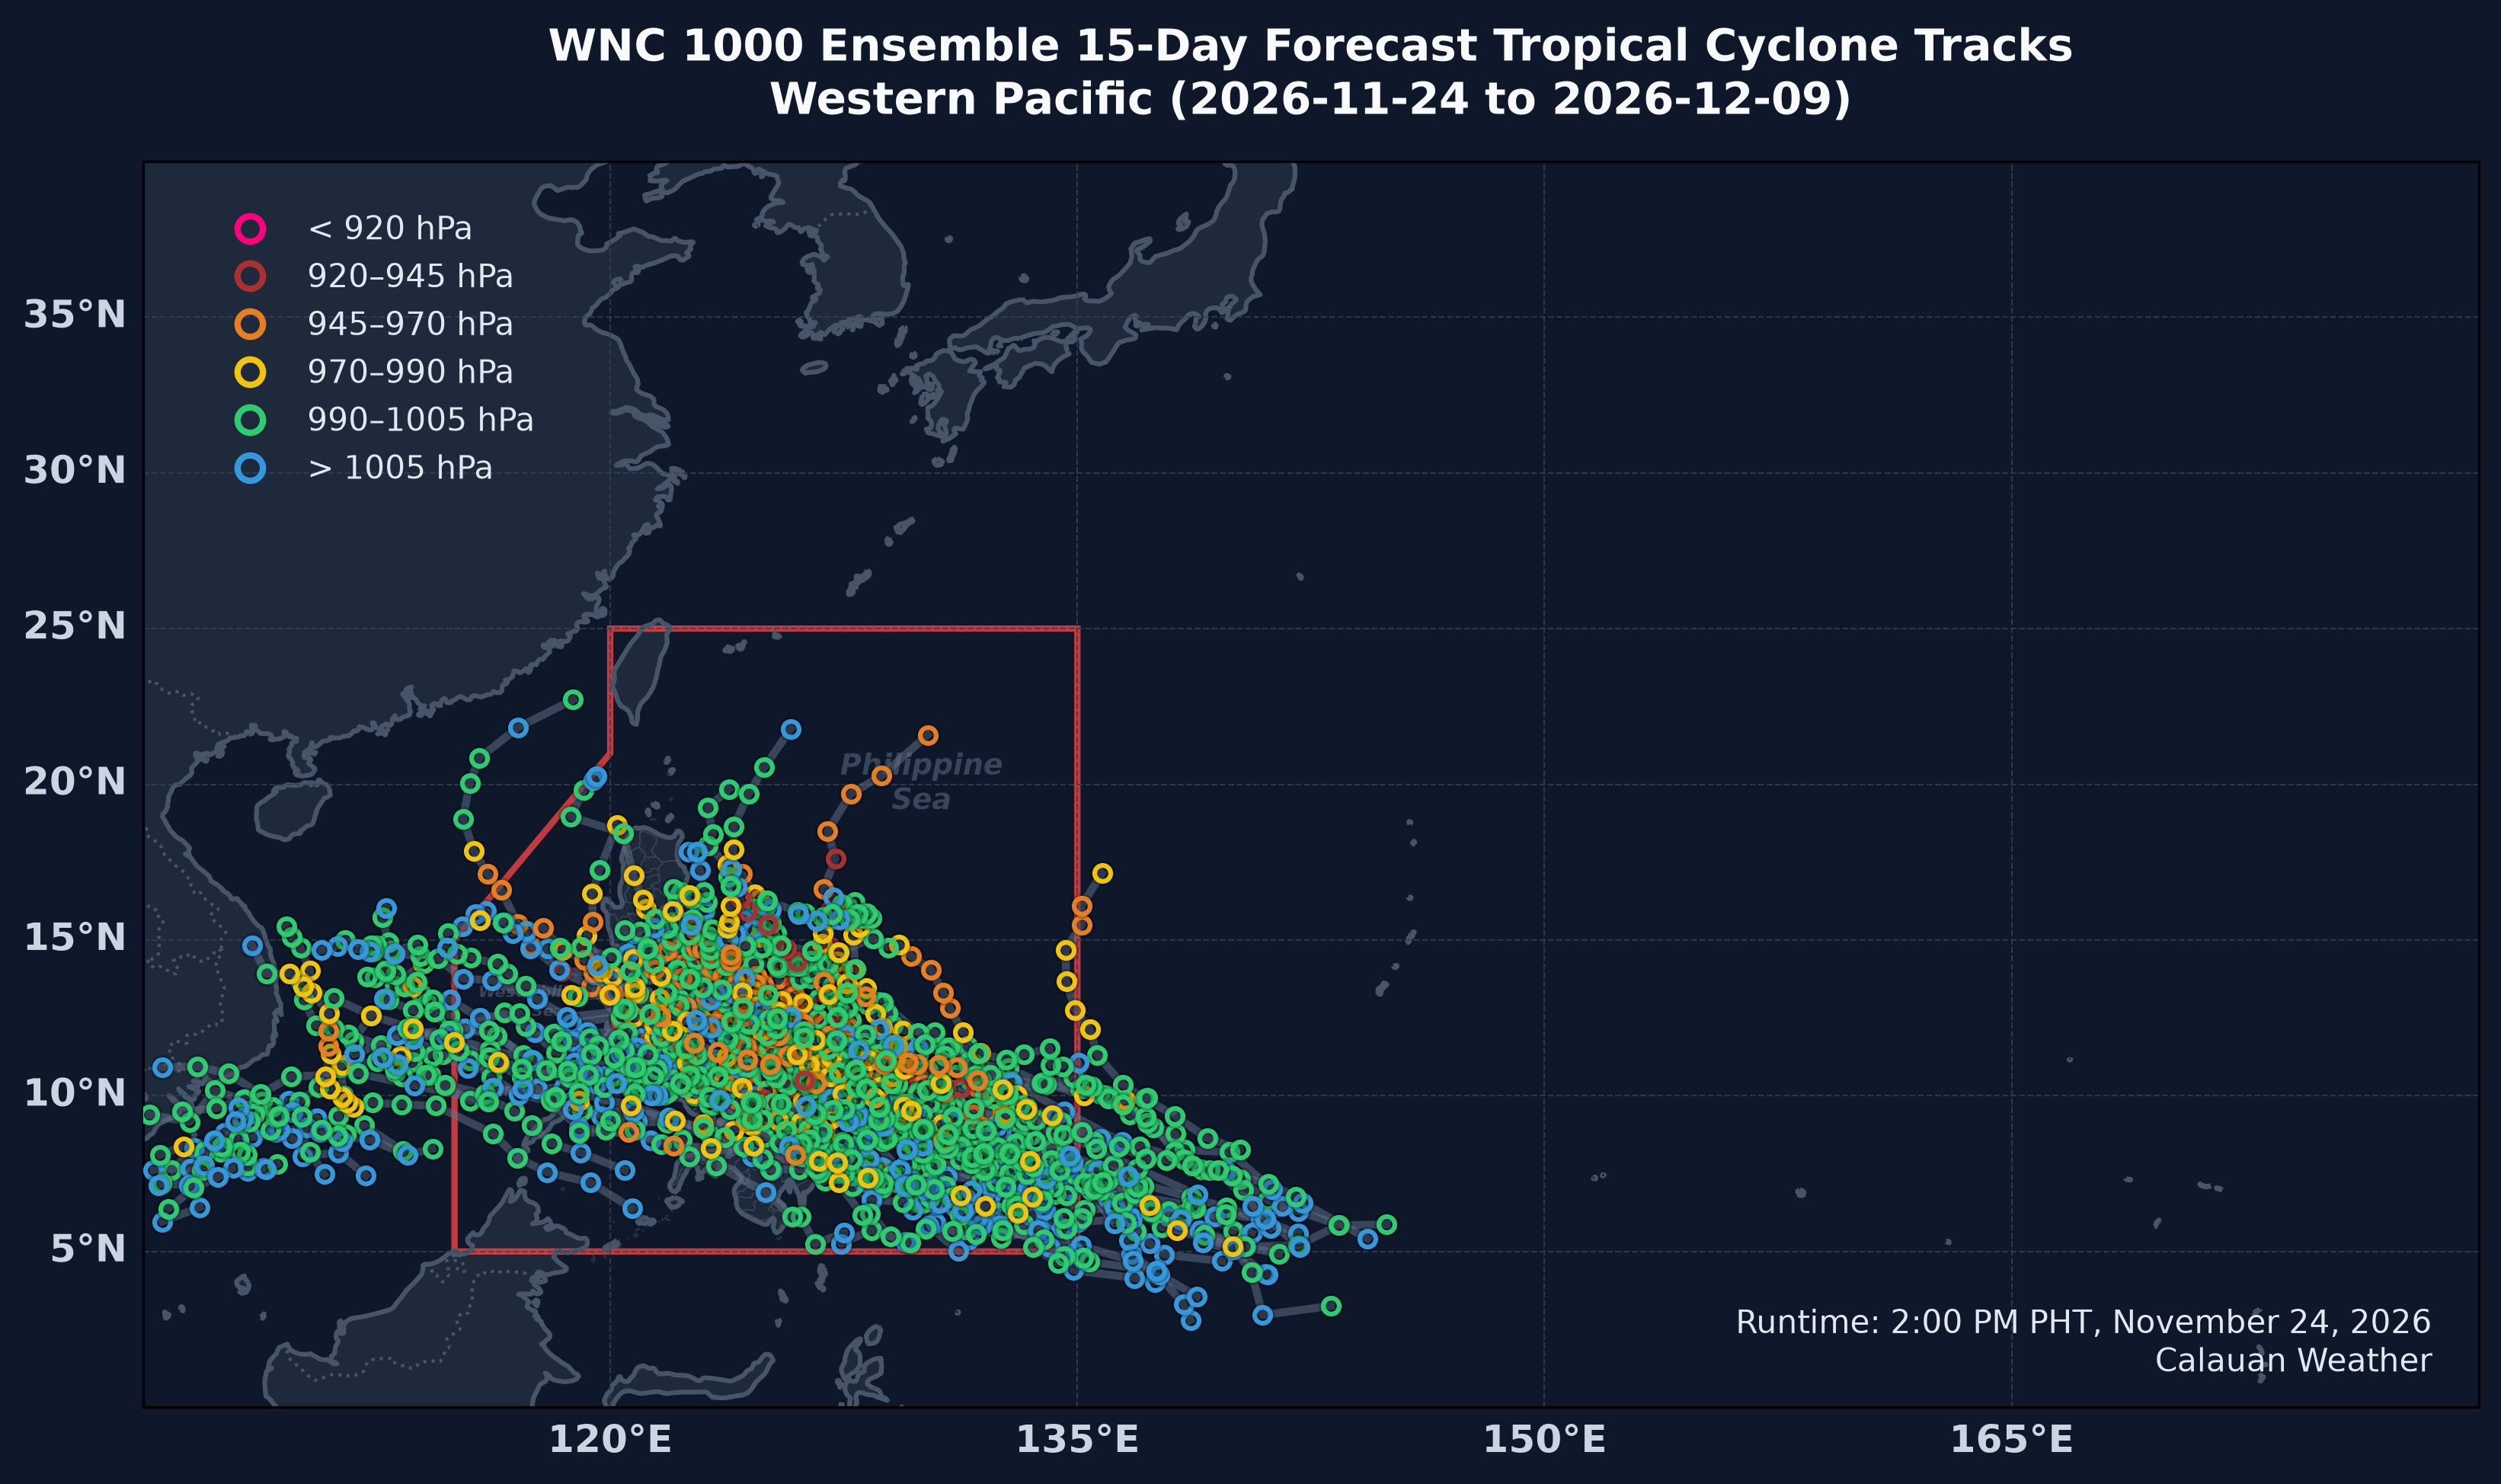 WNC 1000 Ensemble 15-Day Forecast Tropical Cyclone Tracks
Western Pacific (2026-11-24 to 2026-12-09)
< 920 hPa
920–945 hPa
945–970 hPa
970–990 hPa
990–1005 hPa
> 1005 hPa
35°N
30°N
25°N
20°N
15°N
10°N
5°N
Philippine
Sea
Runtime: 2:00 PM PHT, November 24, 2026
Calauan Weather
120°E
135°E
150°E
165°E